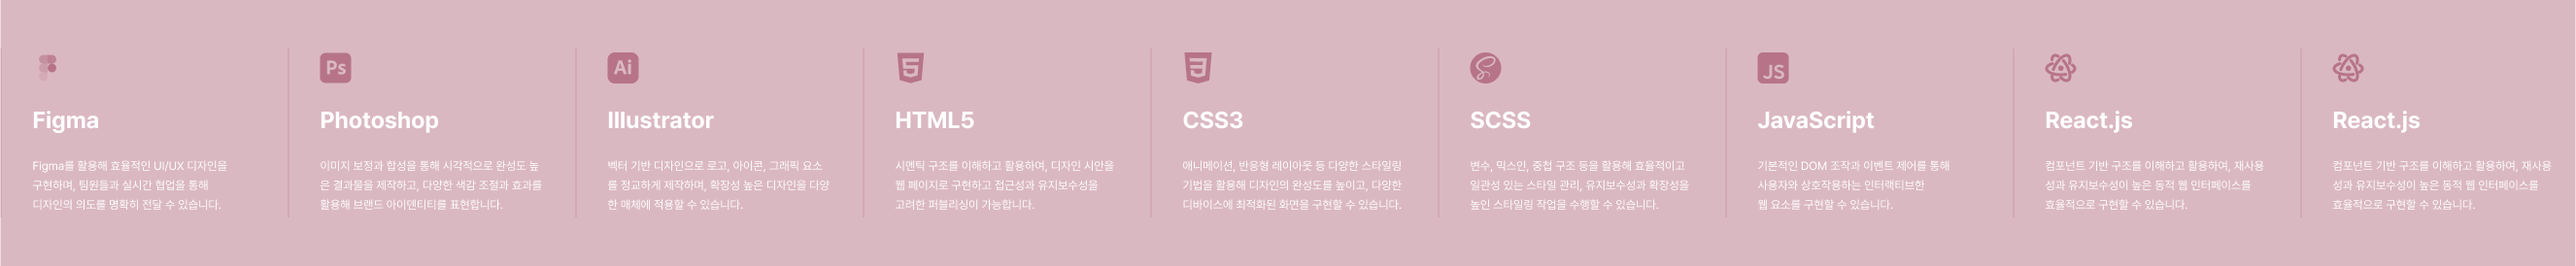 Figma
Figma를 활용해 효율적인 UI/UX 디자인을
구현하며, 팀원들과 실시간 협업을 통해
디자인의 의도를 명확히 전달 할 수 있습니다.
Ps
Photoshop
이미지 보정과 합성을 통해 시각적으로 완성도 높
은 결과물을 제작하고, 다양한 색감 조절과 효과를
활용해 브랜드 아이덴티티를 표현합니다.
Ai
Illustrator
벡터 기반 디자인으로 로고, 아이콘, 그래픽 요소
를 정교하게 제작하며, 확장성 높은 디자인을 다양
한 매체에 적용할 수 있습니다.
5
HTML5
시멘틱 구조를 이해하고 활용하여, 디자인 시안을
웹 페이지로 구현하고 접근성과 유지보수성을
고려한 퍼블리싱이 가능합니다.
3
CSS3
애니메이션, 반응형 레이아웃 등 다양한 스타일링
기법을 활용해 디자인의 완성도를 높이고, 다양한
디바이스에 최적화된 화면을 구현할 수 있습니다.
SCSS
변수, 믹스인, 중첩 구조 등을 활용해 효율적이고
일관성 있는 스타일 관리, 유지보수성과 확장성을
높인 스타일링 작업을 수행할 수 있습니다.
JS
JavaScript
기본적인 DOM 조작과 이벤트 제어를 통해
사용자와 상호작용하는 인터랙티브한
웹 요소를 구현할 수 있습니다.
React.js
컴포넌트 기반 구조를 이해하고 활용하여, 재사용
성과 유지보수성이 높은 동적 웹 인터페이스를
효율적으로 구현할 수 있습니다.
React.js
컴포넌트 기반 구조를 이해하고 활용하여, 재사용
성과 유지보수성이 높은 동적 웹 인터페이스를
효율적으로 구현할 수 있습니다.